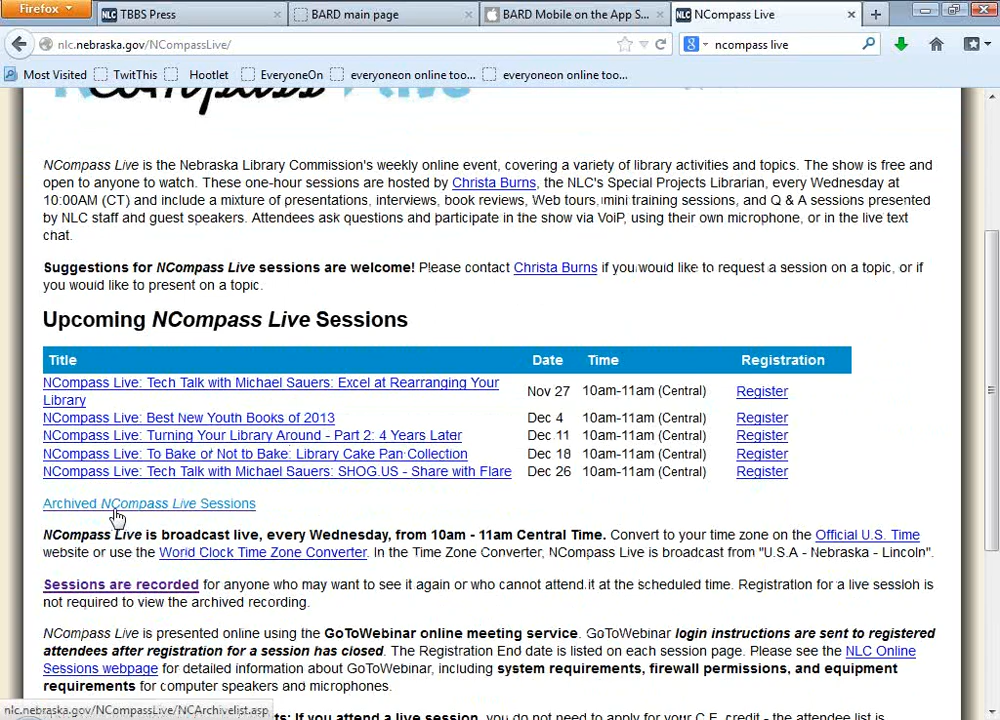 Firefox
NLC TBBS Press
BARD main page
BARD Mobile on the App S...
NLC NCompass Live
nlc.nebraska.gov/NCompassLive/
ncompass live
Most Visited TwitThis Hootlet EveryoneOn everyoneon online too... everyoneon online too...
NCompass Live
NCompass Live is the Nebraska Library Commission's weekly online event, covering a variety of library activities and topics. The show is free and
open to anyone to watch. These one-hour sessions are hosted by Christa Burns, the NLC's Special Projects Librarian, every Wednesday at
10:00AM (CT) and include a mixture of presentations, interviews, book reviews, Web tours, mini training sessions, and Q & A sessions presented
by NLC staff and guest speakers. Attendees ask questions and participate in the show via VoiP, using their own microphone, or in the live text
chat.
Suggestions for NCompass Live sessions are welcome! Please contact Christa Burns if you would like to request a session on a topic, or if
you would like to present on a topic.
Upcoming NCompass Live Sessions
Title Date Time Registration
NCompass Live: Tech Talk with Michael Sauers: Excel at Rearranging Your
Library Nov 27 10am-11am (Central) Register
NCompass Live: Best New Youth Books of 2013 Dec 4 10am-11am (Central) Register
NCompass Live: Turning Your Library Around - Part 2: 4 Years Later Dec 11 10am-11am (Central) Register
NCompass Live: To Bake or Not to Bake: Library Cake Pan Collection Dec 18 10am-11am (Central) Register
NCompass Live: Tech Talk with Michael Sauers: SHOG.US - Share with Flare Dec 26 10am-11am (Central) Register
Archived NCompass Live Sessions
NCompass Live is broadcast live, every Wednesday, from 10am - 11am Central Time. Convert to your time zone on the Official U.S. Time
website or use the World Clock Time Zone Converter. In the Time Zone Converter, NCompass Live is broadcast from "U.S.A - Nebraska - Lincoln".
Sessions are recorded for anyone who may want to see it again or who cannot attend it at the scheduled time. Registration for a live session is
not required to view the archived recording.
NCompass Live is presented online using the GoToWebinar online meeting service. GoToWebinar login instructions are sent to registered
attendees after registration for a session has closed. The Registration End date is listed on each session page. Please see the NLC Online
Sessions webpage for detailed information about GoToWebinar, including system requirements, firewall permissions, and equipment
requirements for computer speakers and microphones.
nlc.nebraska.gov/NCompassLive/NCArchivelist.asp
ts: If you attend a live session, you do not need to apply for your C.E. credit - the attendee list is